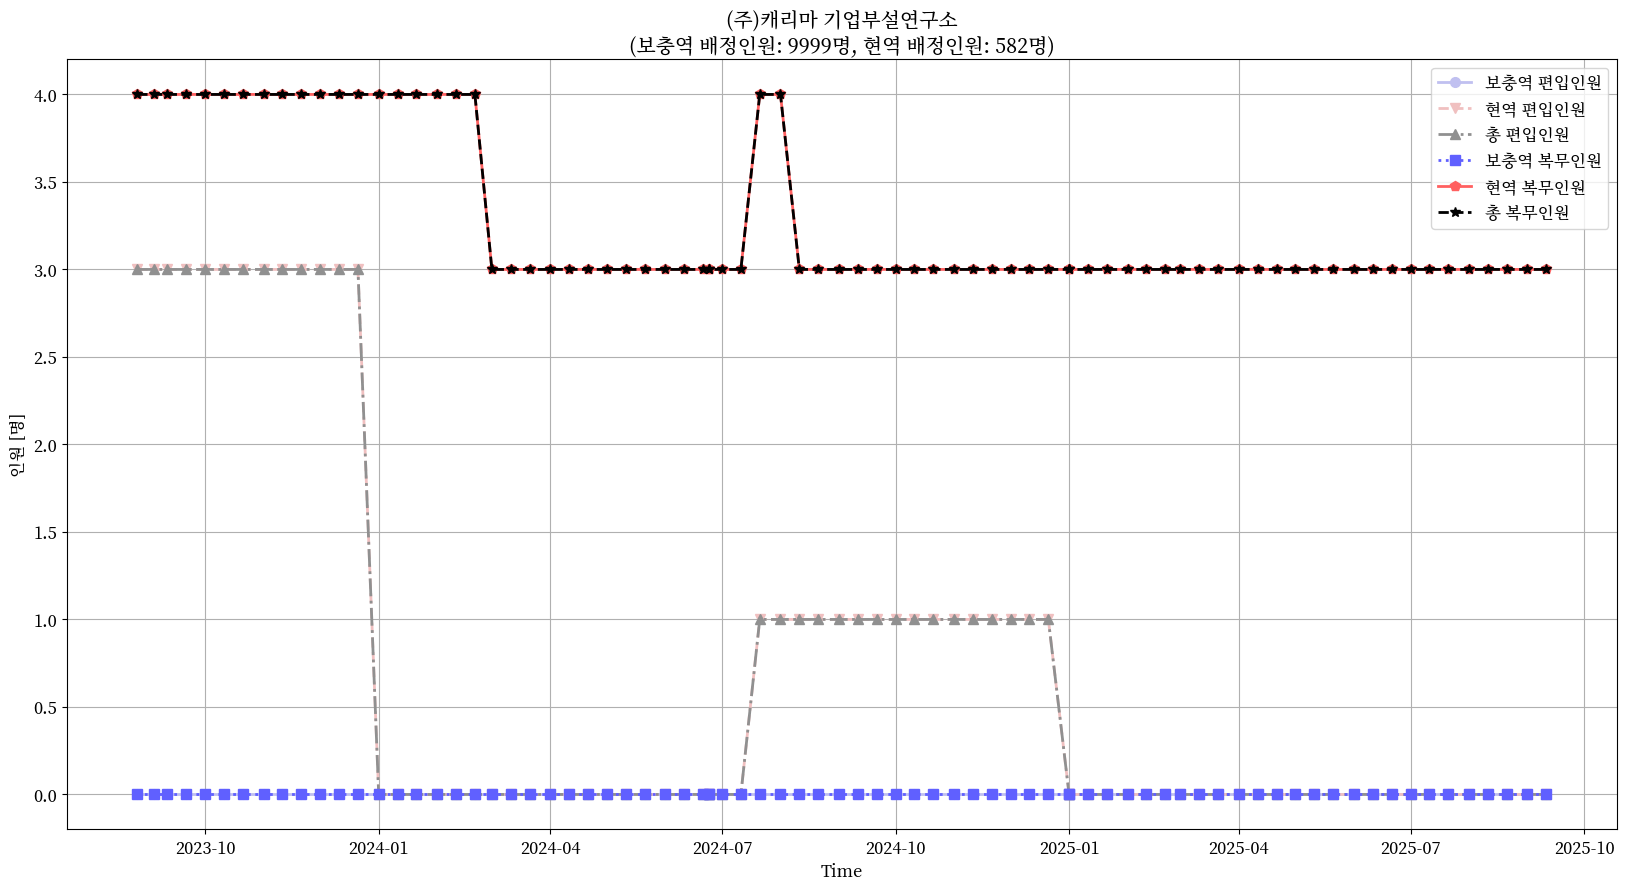 (주)캐리마 기업부설연구소
(보충역 배정인원: 9999명, 현역 배정인원: 582명)
보충역 편입인원
현역 편입인원
총 편입인원
보충역 복무인원
현역 복무인원
총 복무인원
인원 [명]
4.0
3.5
3.0
2.5
2.0
1.5
1.0
0.5
0.0
2023-10
2024-01
2024-04
2024-07
2024-10
2025-01
2025-04
2025-07
2025-10
Time